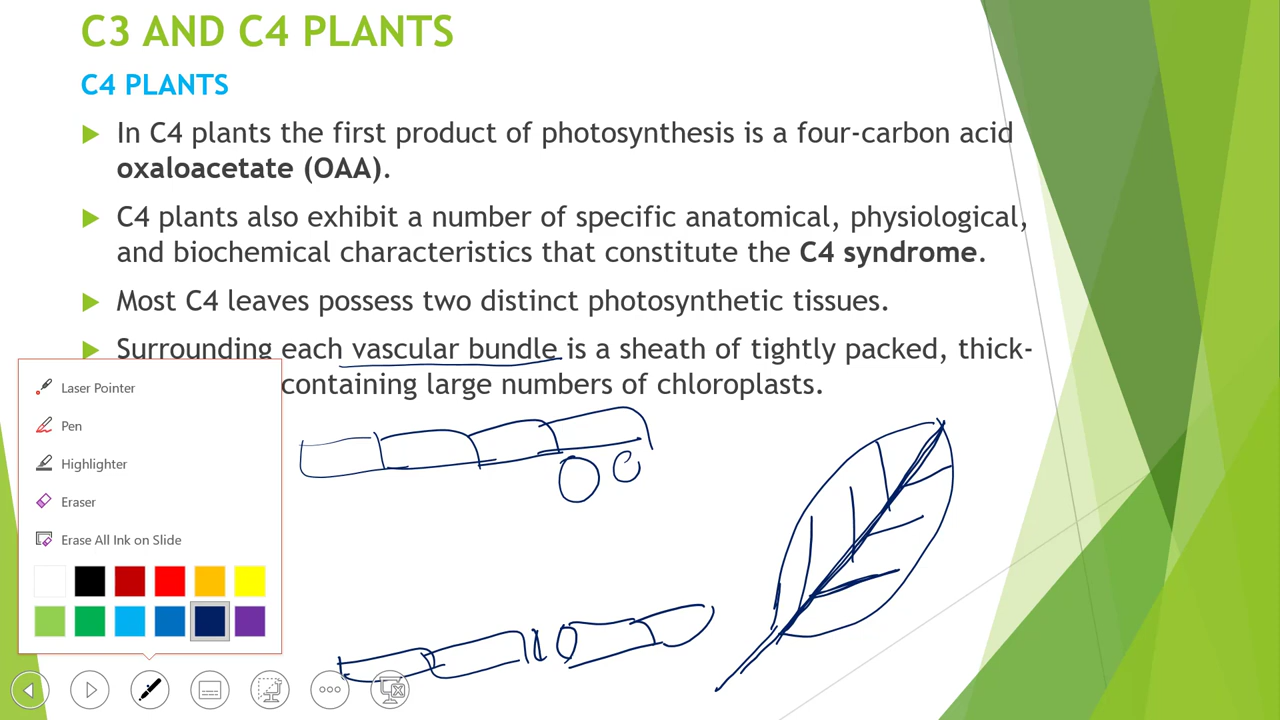 C3 AND C4 PLANTS
C4 PLANTS
In C4 plants the first product of photosynthesis is a four-carbon acid
oxaloacetate (OAA).
C4 plants also exhibit a number of specific anatomical, physiological,
and biochemical characteristics that constitute the C4 syndrome.
Most C4 leaves possess two distinct photosynthetic tissues.
Surrounding each vascular bundle is a sheath of tightly packed, thick-
containing large numbers of chloroplasts.
Laser Pointer
Pen
Highlighter
Eraser
Erase All Ink on Slide